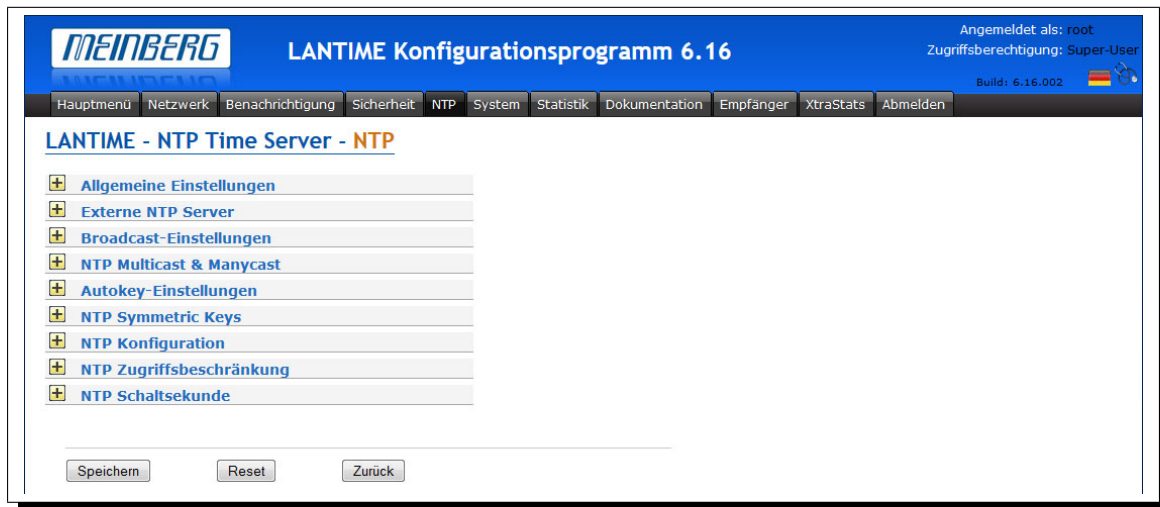 MEINBERG
LANTIME Konfigurationsprogramm 6.16
Angemeldet als: root
Zugriffsberechtigung: Super-User
Build: 6.16.002
Hauptmenü Netzwerk Benachrichtigung Sicherheit NTP System Statistik Dokumentation Empfänger XtraStats Abmelden
LANTIME - NTP Time Server - NTP
Allgemeine Einstellungen
Externe NTP Server
Broadcast-Einstellungen
NTP Multicast & Manycast
Autokey-Einstellungen
NTP Symmetric Keys
NTP Konfiguration
NTP Zugriffsbeschränkung
NTP Schaltsekunde
Speichern Reset Zurück